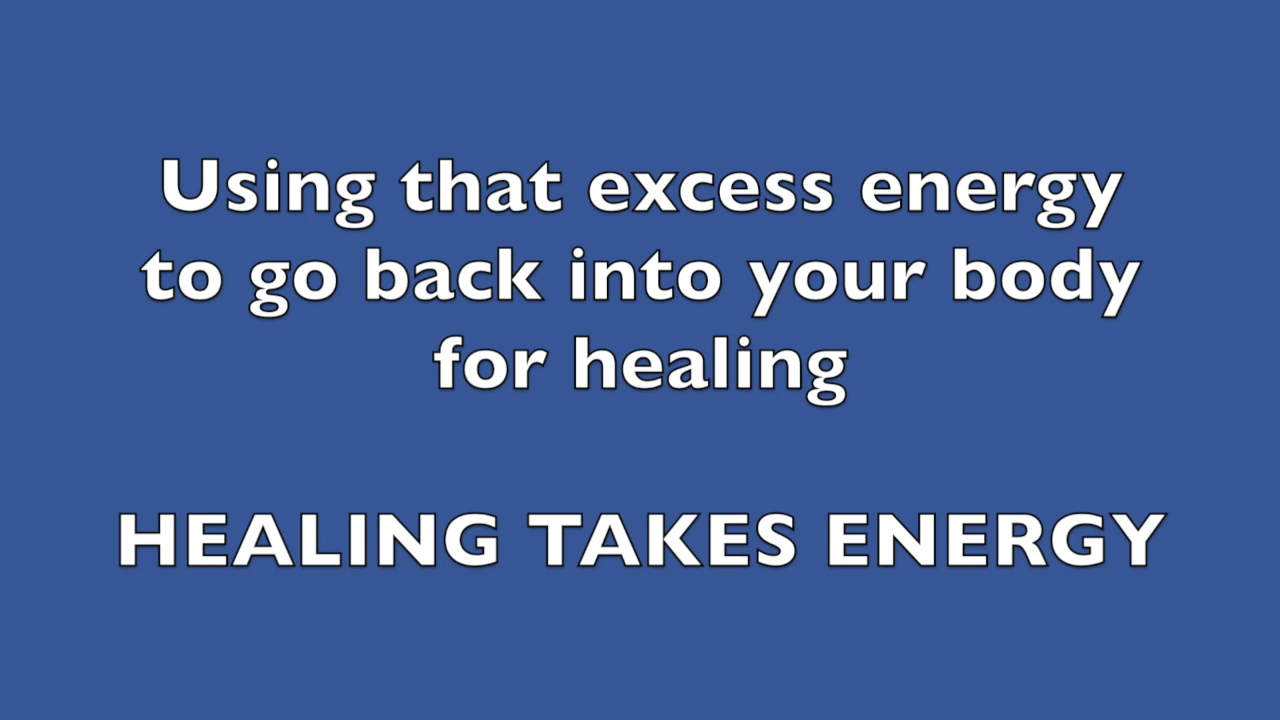 Using that excess energy
to go back into your body
for healing
HEALING TAKES ENERGY